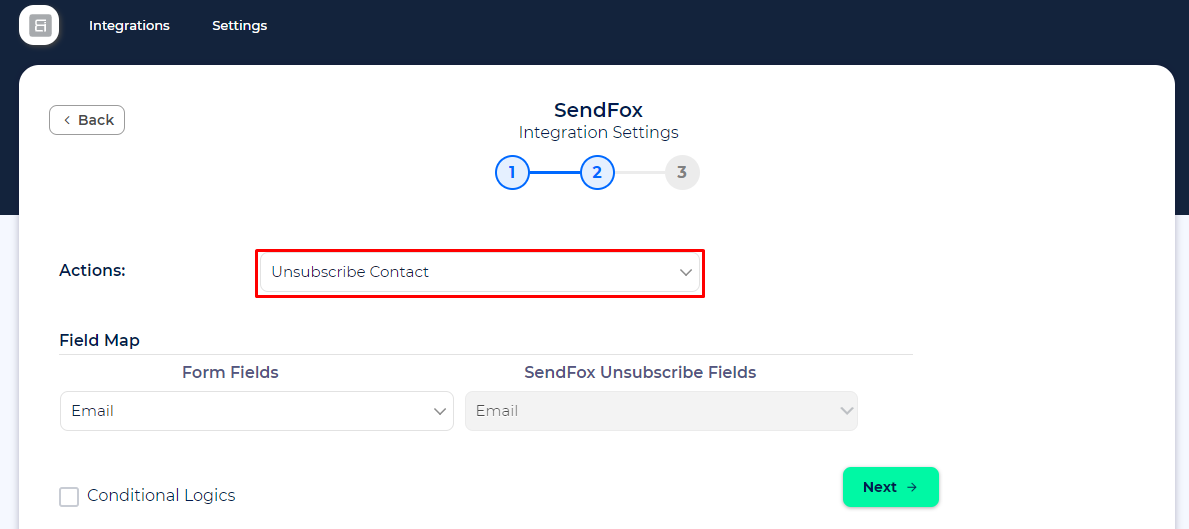 Integrations
Settings
Back
SendFox
Integration Settings
1 2 3
Actions:
Unsubscribe Contact
Field Map
Form Fields
SendFox Unsubscribe Fields
Email
Email
Conditional Logics
Next